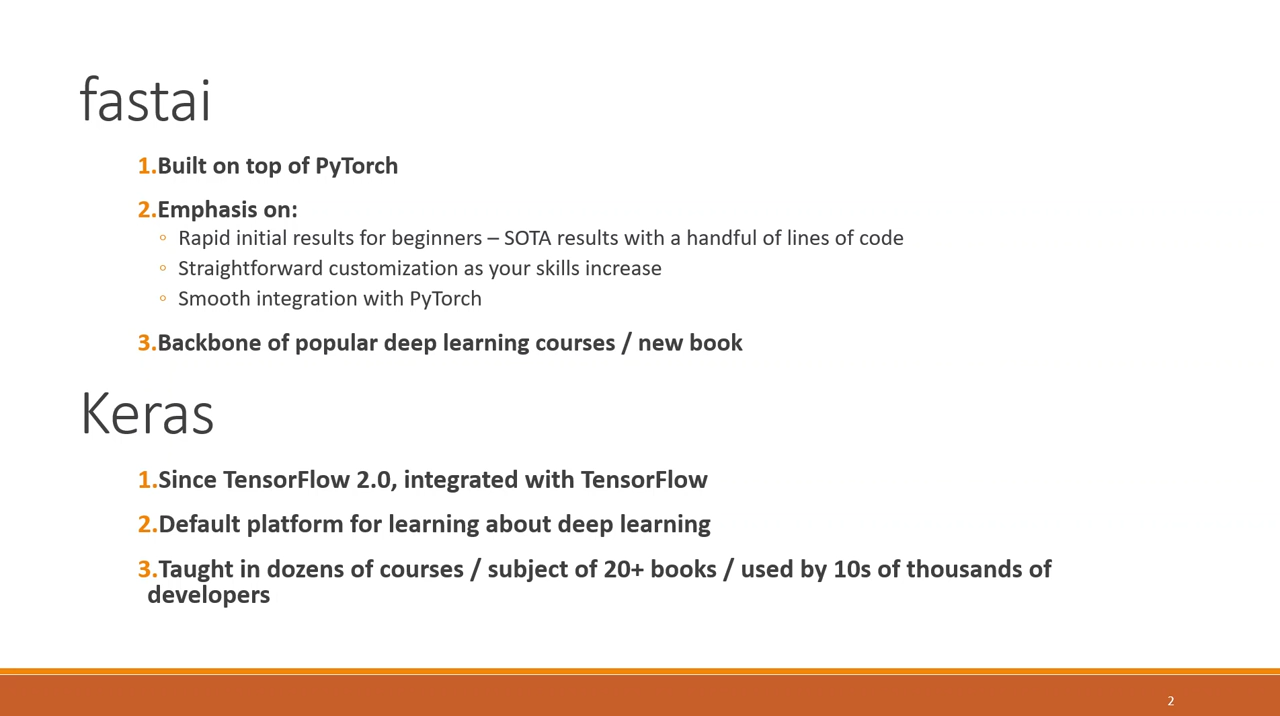 fastai
1.Built on top of PyTorch
2.Emphasis on:
◦ Rapid initial results for beginners – SOTA results with a handful of lines of code
◦ Straightforward customization as your skills increase
◦ Smooth integration with PyTorch
3.Backbone of popular deep learning courses / new book
Keras
1.Since TensorFlow 2.0, integrated with TensorFlow
2.Default platform for learning about deep learning
3.Taught in dozens of courses / subject of 20+ books / used by 10s of thousands of
developers
2